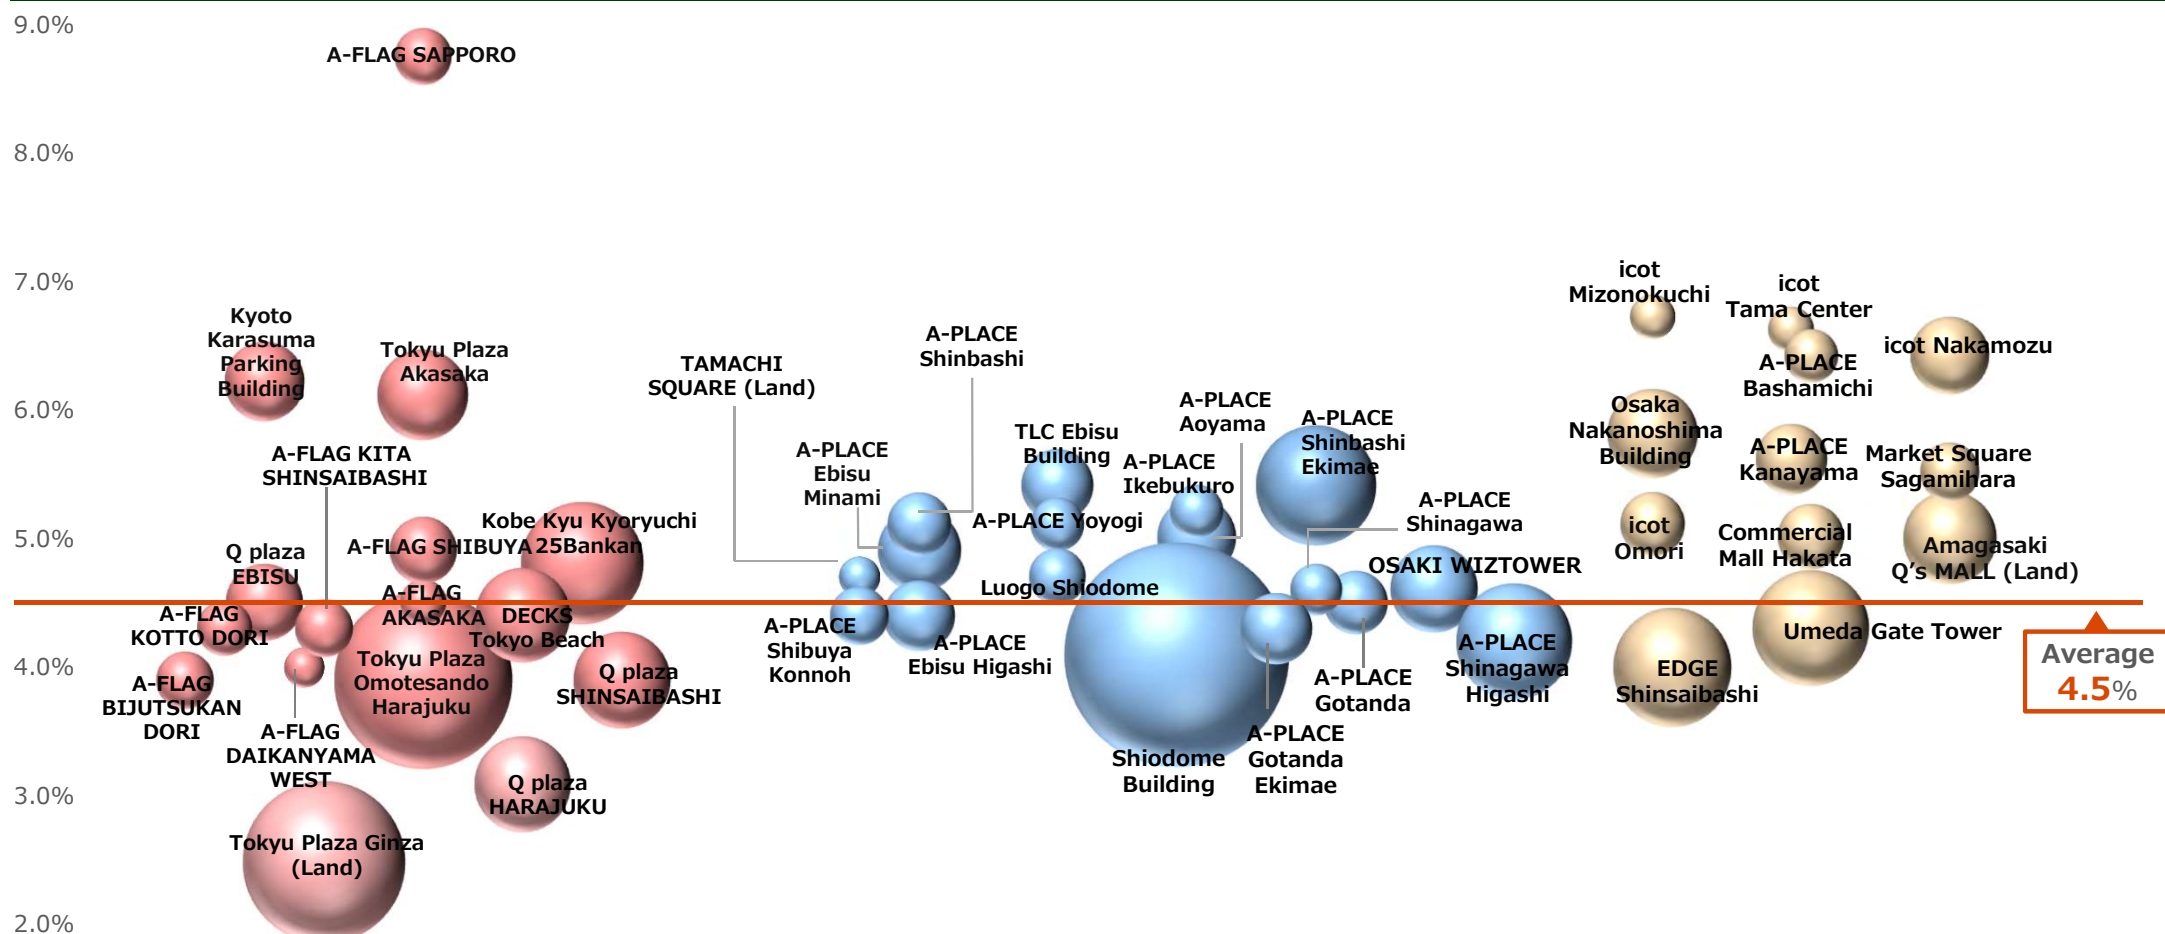 9.0%
8.0%
7.0%
6.0%
5.0%
4.0%
3.0%
2.0%
A-FLAG SAPPORO
Kyoto
Karasuma
Parking
Building
Tokyu Plaza
Akasaka
A-FLAG KITA
SHINSAIBASHI
Q plaza
EBISU
A-FLAG SHIBUYA
Kobe Kyu Kyoryuchi
25Bankan
A-FLAG
KOTTO DORI
A-FLAG
AKASAKA
DECKS
Tokyo Beach
A-FLAG
BIJUTSUKAN
DORI
A-FLAG
DAIKANYAMA
WEST
Tokyu Plaza
Omotesando
Harajuku
Q plaza
SHINSAIBASHI
Q plaza
HARAJUKU
Tokyu Plaza Ginza
(Land)
TAMACHI
SQUARE (Land)
A-PLACE
Shinbashi
A-PLACE
Ebisu
Minami
TLC Ebisu
Building
A-PLACE
Ikebukuro
A-PLACE
Aoyama
A-PLACE
Shinbashi
Ekimae
A-PLACE Yoyogi
A-PLACE
Shinagawa
Luogo Shiodome
OSAKI WIZTOWER
A-PLACE
Shibuya
Konnoh
A-PLACE
Ebisu Higashi
Shiodome
Building
A-PLACE
Gotanda
Ekimae
A-PLACE
Gotanda
A-PLACE
Shinagawa
Higashi
icot
Mizonokuchi
icot
Tama Center
A-PLACE
Bashamichi
icot Nakamozu
Osaka
Nakanoshima
Building
A-PLACE
Kanayama
Market Square
Sagamihara
icot
Omori
Commercial
Mall Hakata
Amagasaki
Q's MALL (Land)
Umeda Gate Tower
EDGE
Shinsaibashi
Average
4.5%